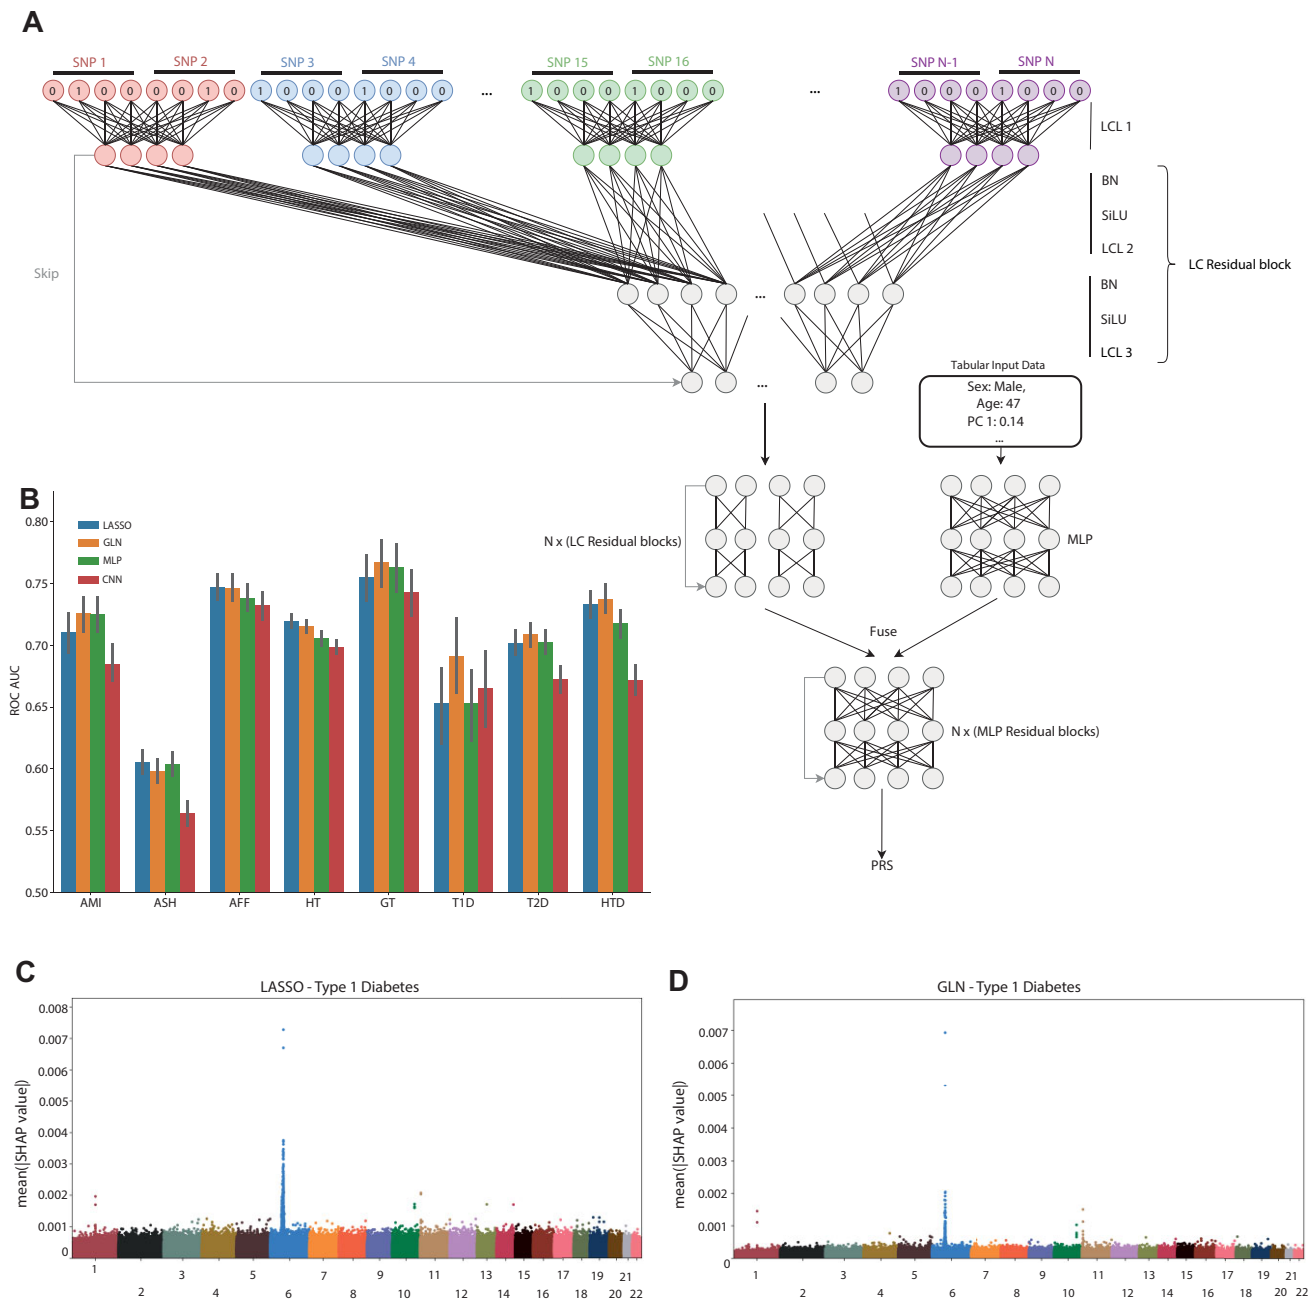 A
SNP 1 SNP 2 SNP 3 SNP 4 SNP 15 SNP 16 SNP N-1 SNP N
0 1 0 0 0 0 1 0 1 0 0 0 1 0 0 0 ... 1 0 0 0 1 0 0 0 ... 1 0 0 0 1 0 0 0
LCL 1
BN
SiLU
LCL 2
LC Residual block
Skip
BN
...
SiLU
LCL 3
Tabular Input Data
...
Sex: Male,
Age: 47
PC 1: 0.14
...
N x (LC Residual blocks)
MLP
Fuse
N x (MLP Residual blocks)
PRS
B
LASSO
GLN
MLP
CNN
ROC AUC
0.80
0.75
0.70
0.65
0.60
0.55
0.50
AMI ASH AFF HT GT T1D T2D HTD
C
LASSO - Type 1 Diabetes
mean(|SHAP value|)
0.008
0.007
0.006
0.005
0.004
0.003
0.002
0.001
0
1 3 5 7 9 11 13 15 17 19 21
2 4 6 8 10 12 14 16 18 20 22
D
GLN - Type 1 Diabetes
mean(|SHAP value|)
0.007
0.006
0.005
0.004
0.003
0.002
0.001
0
1 3 5 7 9 11 13 15 17 19 21
2 4 6 8 10 12 14 16 18 20 22